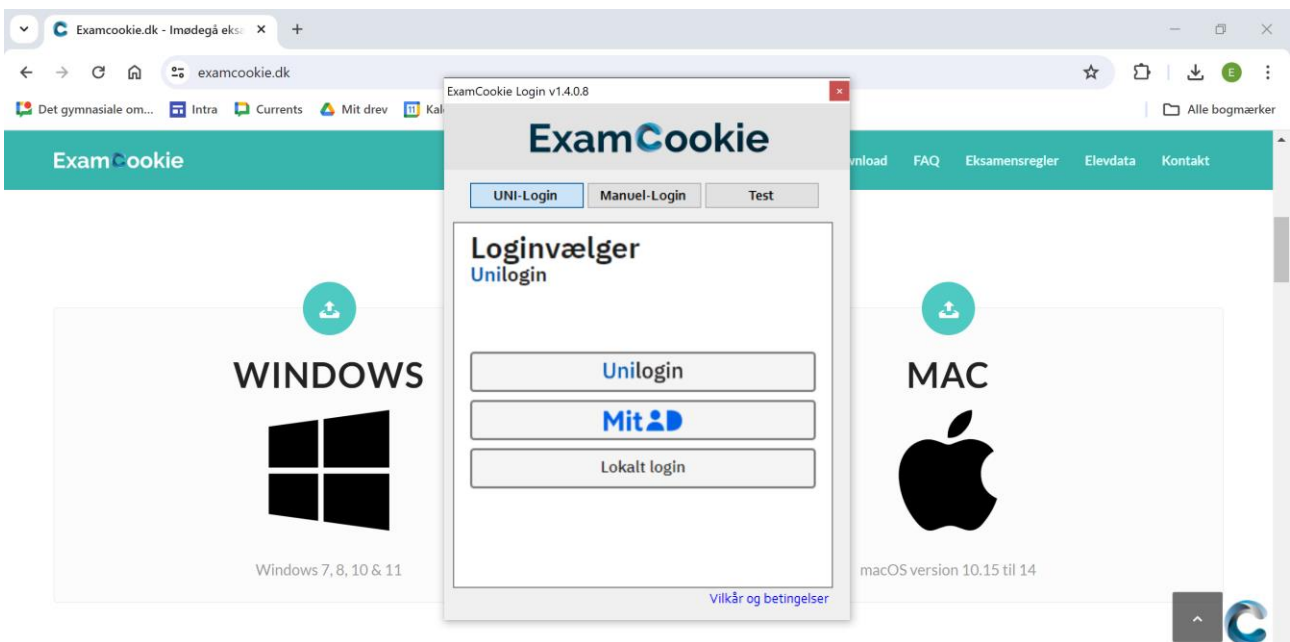 Examcookie.dk - Imødegå eks
examcookie.dk
E
Det gymnasiale om...
Intra
Currents
Mit drev
Kal
Alle bogmærker
ExamCookie
FAQ
Eksamensregler
Elevdata
Kontakt
ExamCookie Login v1.4.0.8
ExamCookie
UNI-Login
Manuel-Login
Test
Loginvælger
Unilogin
Unilogin
MitID
Lokalt login
Vilkår og betingelser
WINDOWS
Windows 7, 8, 10 & 11
MAC
macOS version 10.15 til 14